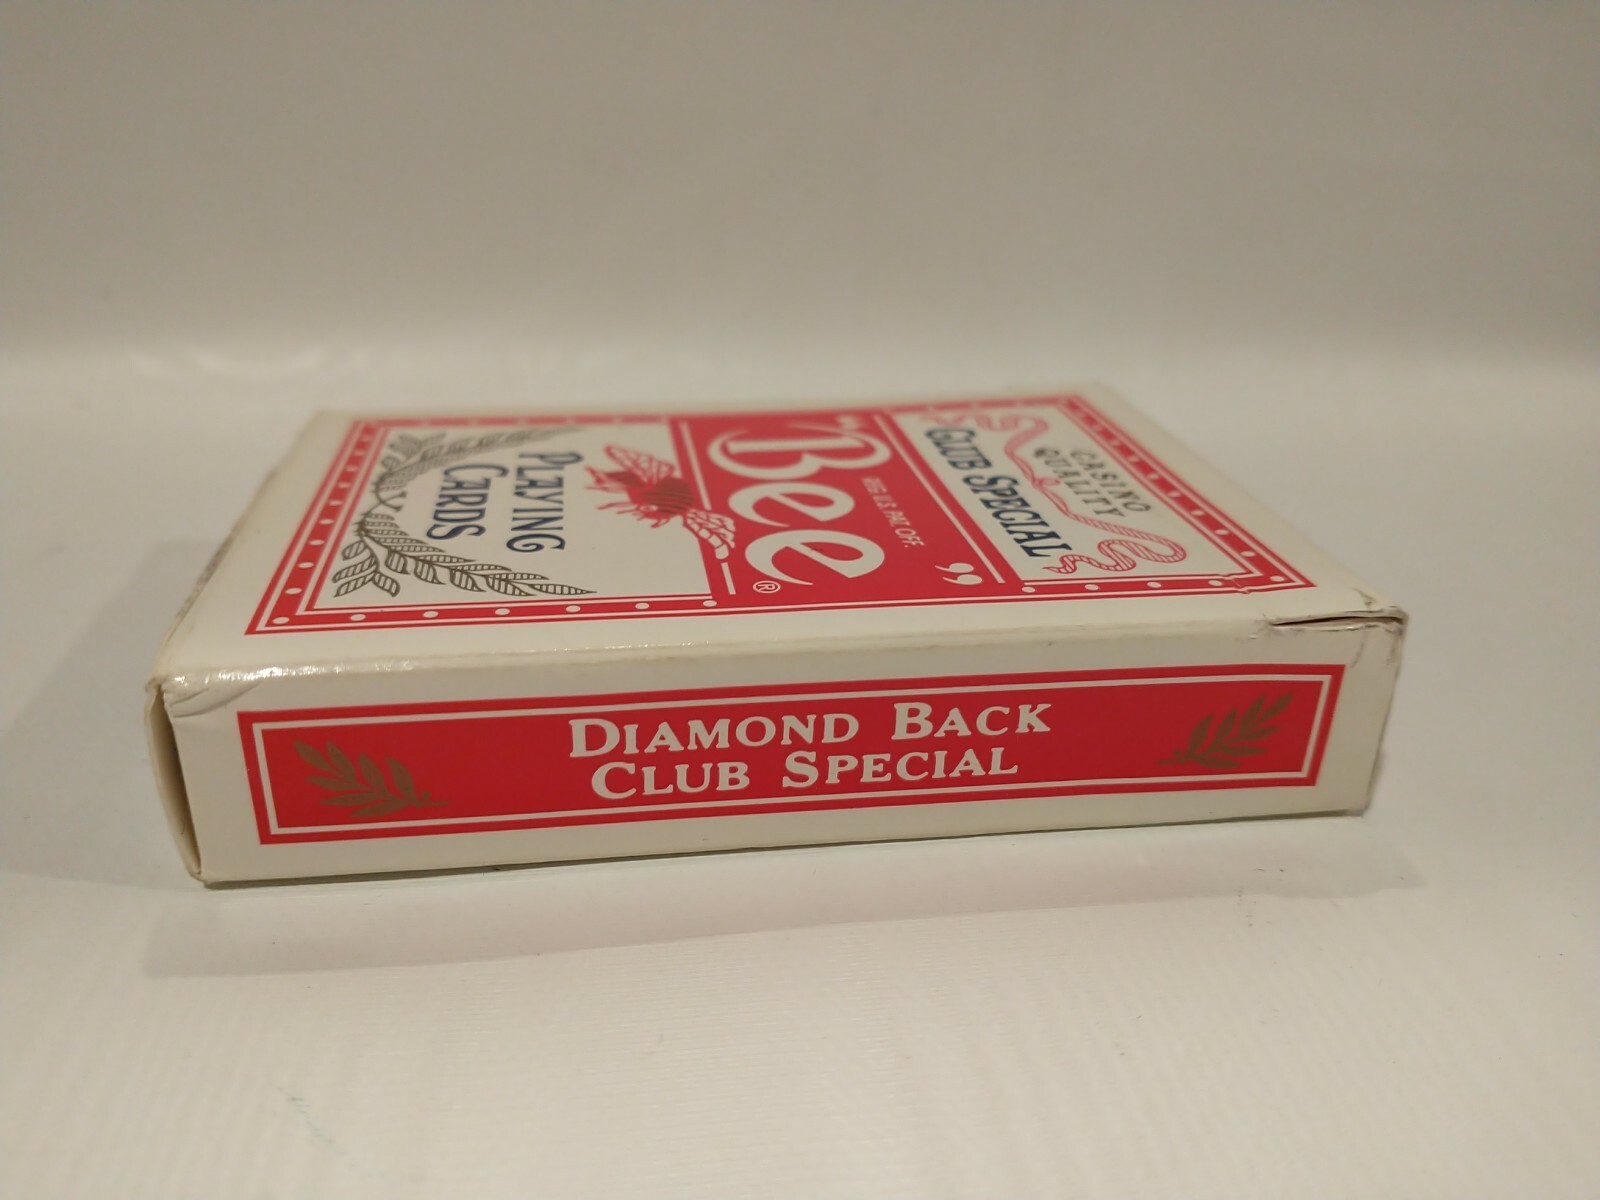 CASINO
QUALITY
CLUB SPECIAL
"Bee"®
REG. U.S. PAT. OFF.
PLAYING
CARDS
DIAMOND BACK
CLUB SPECIAL